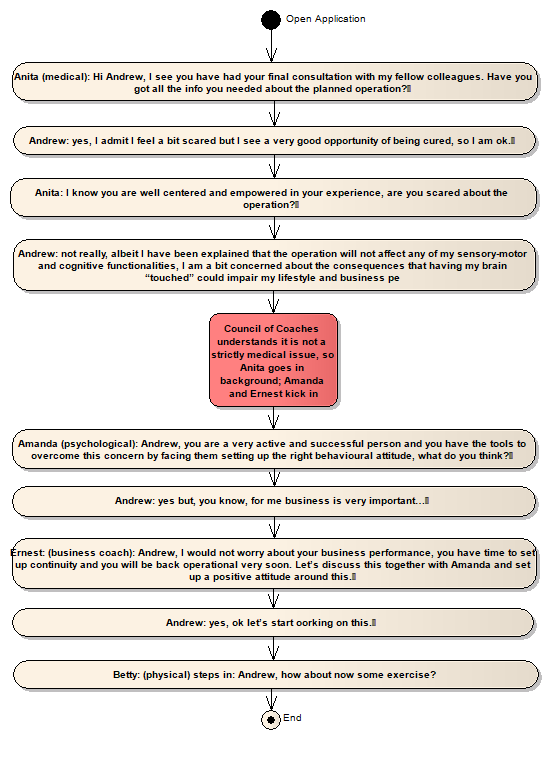 Open Application
Anita (medical): Hi Andrew, I see you have had your final consultation with my fellow colleagues. Have you
got all the info you needed about the planned operation?
Andrew: yes, I admit I feel a bit scared but I see a very good opportunity of being cured, so I am ok.
Anita: I know you are well centered and empowered in your experience, are you scared about the
operation?
Andrew: not really, albeit I have been explained that the operation will not affect any of my sensory-motor
and cognitive functionalities, I am a bit concerned about the consequences that having my brain
“touched” could impair my lifestyle and business pe
Council of Coaches
understands it is not a
strictly medical issue, so
Anita goes in
background; Amanda
and Ernest kick in
Amanda (psychological): Andrew, you are a very active and successful person and you have the tools to
overcome this concern by facing them setting up the right behavioural attitude, what do you think?
Andrew: yes but, you know, for me business is very important...
Ernest: (business coach): Andrew, I would not worry about your business performance, you have time to set
up continuity and you will be back operational very soon. Let's discuss this together with Amanda and set
up a positive attitude around this.
Andrew: yes, ok let's start oorking on this.
Betty: (physical) steps in: Andrew, how about now some exercise?
End